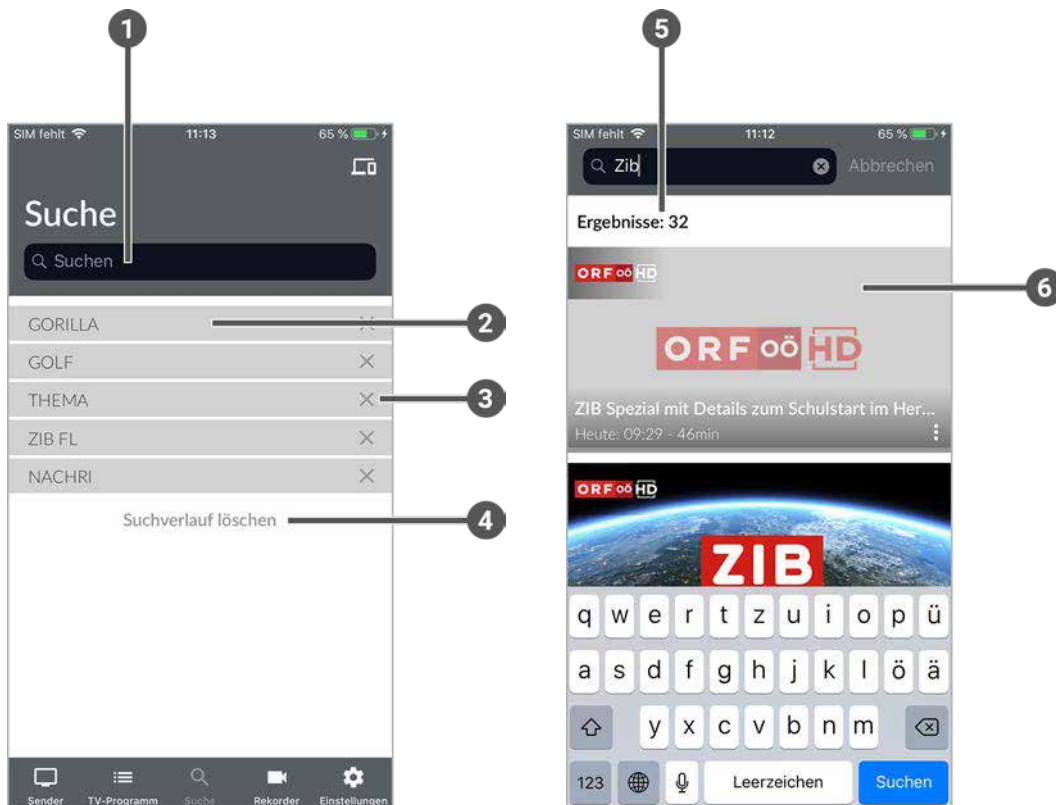 1
SIM fehlt 11:13 65 %
Suche
Suchen
GORILLA
2
GOLF
THEMA
3
ZIB FL
NACHRI
Suchverlauf löschen
4
Sender TV-Programm Suche Rekorder Einstellungen
5
SIM fehlt 11:12 65 %
Zib Abbrechen
Ergebnisse: 32
ORF oö HD
6
ORF oö HD
ZIB Spezial mit Details zum Schulstart im Her...
Heute: 09:29 - 46min
ORF oö HD
ZIB
q w e r t z u i o p ü
a s d f g h j k l ö ä
y x c v b n m
123 Leerzeichen Suchen